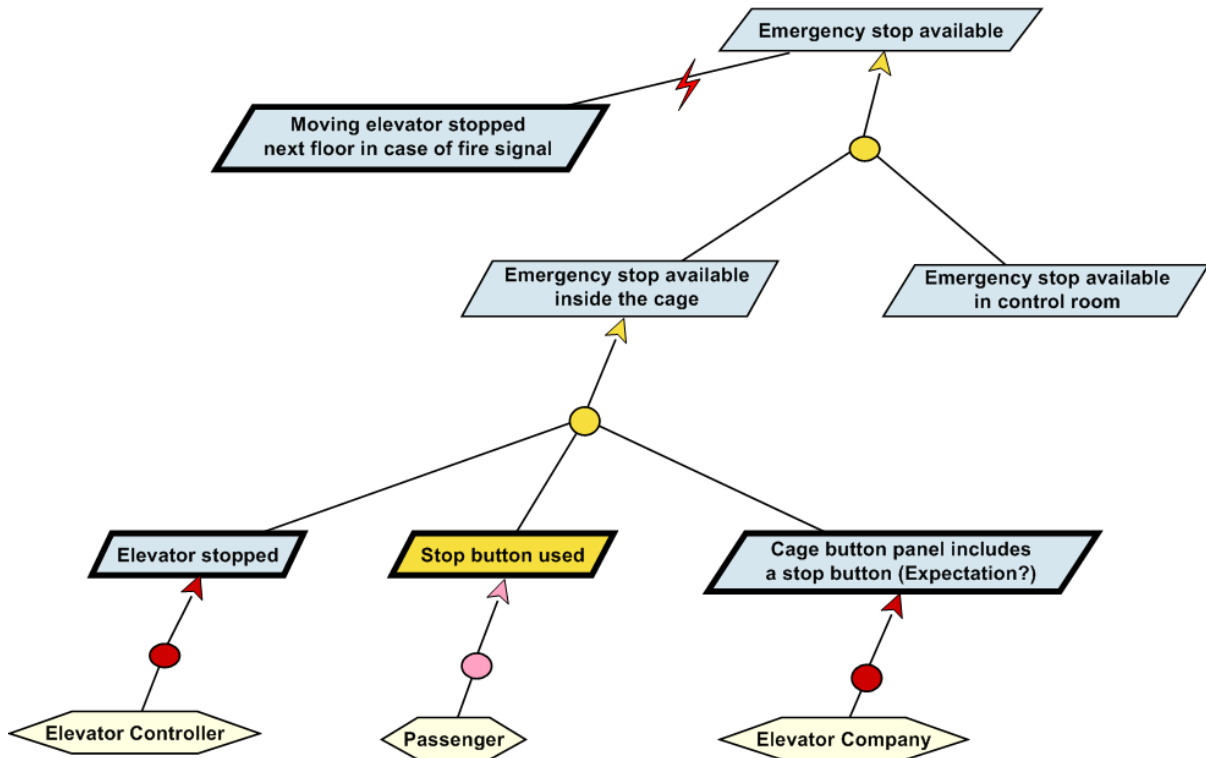 Emergency stop available
Moving elevator stopped
next floor in case of fire signal
Emergency stop available
inside the cage
Emergency stop available
in control room
Elevator stopped
Stop button used
Cage button panel includes
a stop button (Expectation?)
Elevator Controller
Passenger
Elevator Company